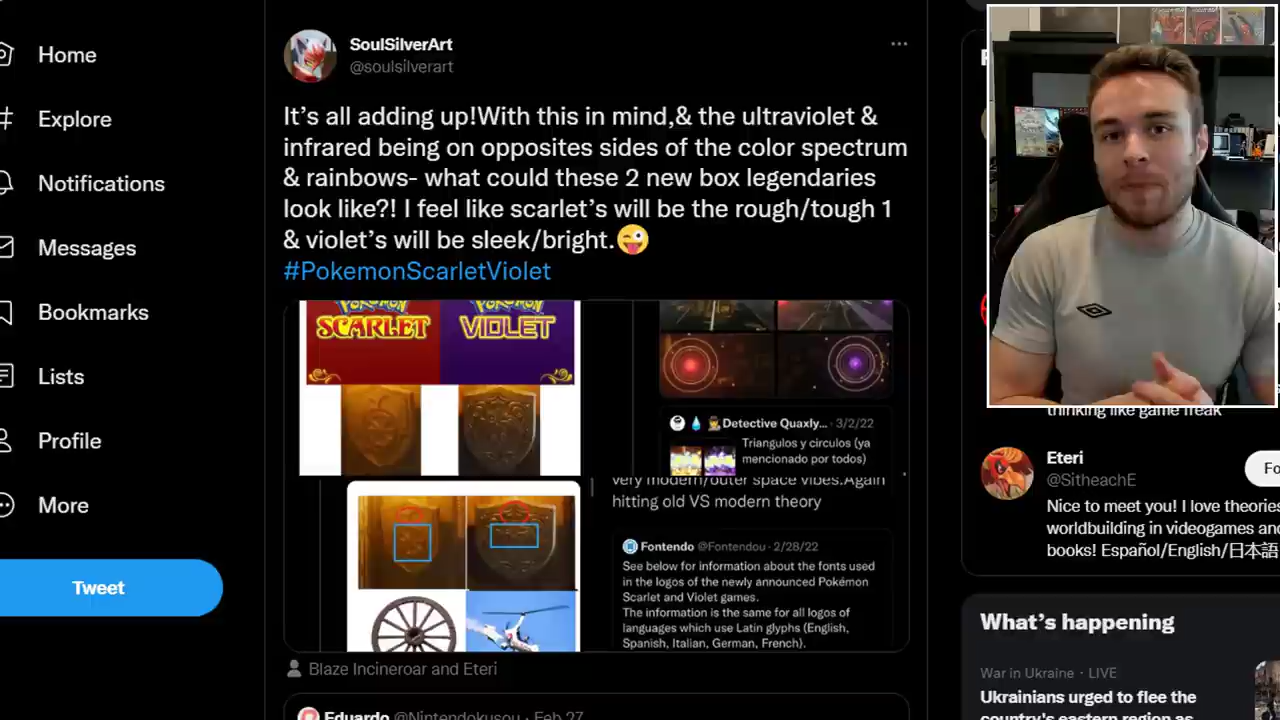 Home
Explore
Notifications
Messages
Bookmarks
Lists
Profile
More
Tweet
SoulSilverArt
@soulsilverart
It's all adding up!With this in mind,& the ultraviolet &
infrared being on opposites sides of the color spectrum
& rainbows- what could these 2 new box legendaries
look like?! I feel like scarlet's will be the rough/tough 1
& violet's will be sleek/bright.😜
#PokemonScarletViolet
POKéMON
SCARLET
POKéMON
VIOLET
Detective Quaxly... · 3/2/22
Triangulos y circulos (ya
mencionado por todos)
very modern/outer space vibes.Again
hitting old VS modern theory
Fontendo @Fontendou · 2/28/22
See below for information about the fonts used
in the logos of the newly announced Pokémon
Scarlet and Violet games.
The information is the same for all logos of
languages which use Latin glyphs (English,
Spanish, Italian, German, French).
Blaze Incineroar and Eteri
Eduardo @Nintendokusou · Feb 27
thinking like game freak
Eteri
@SitheachE
Fo
Nice to meet you! I love theories
worldbuilding in videogames and
books! Español/English/日本語
What's happening
War in Ukraine · LIVE
Ukrainians urged to flee the
country's eastern region as